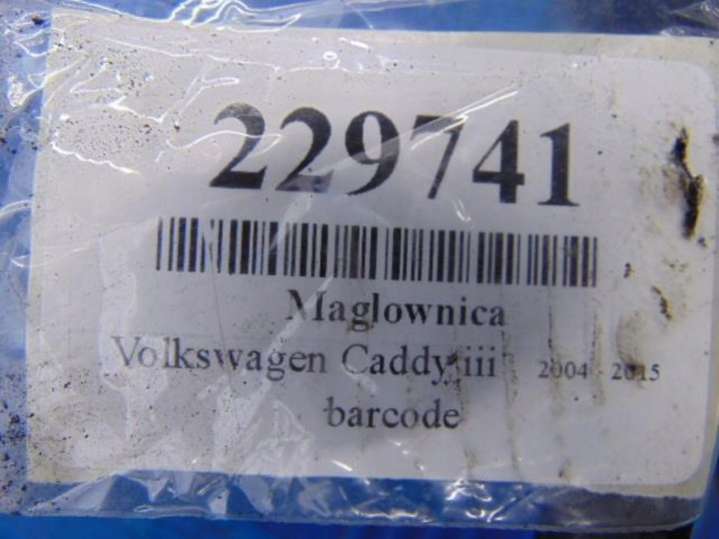 229741
Maglownica
Volkswagen Caddy iii 2004 - 2015
barcode